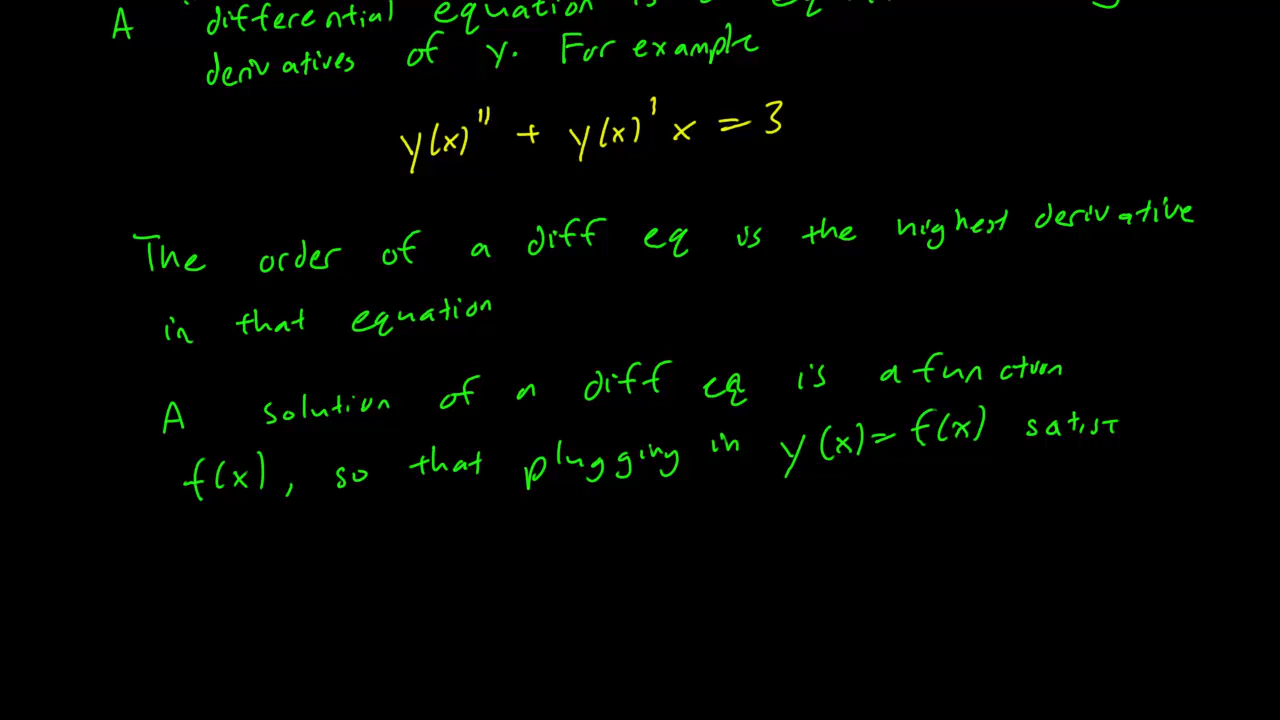 A differential equation is
derivatives of y. For example
y(x)'' + y(x)' x = 3
The order of a diff eq is the highest derivative
in that equation
A solution of a diff eq is a function
f(x), so that plugging in y(x) = f(x) satisf